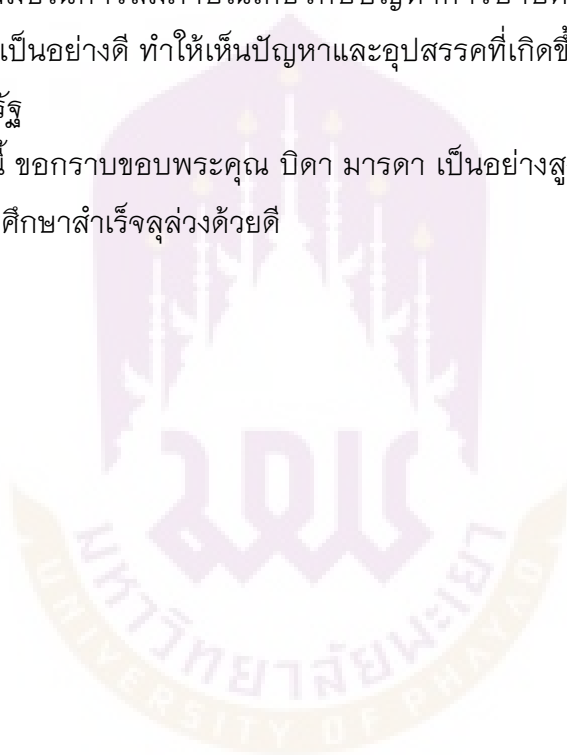 เป็นอย่างดี ทำให้เห็นปัญหาและอุปสรรคที่เกิดขึ้
รัฐ
ขอกราบขอบพระคุณ บิดา มารดา เป็นอย่างสู
ศึกษาสำเร็จลุล่วงด้วยดี
มหาวิทยาลัยพะเยา
UNIVERSITY OF PHAYAO